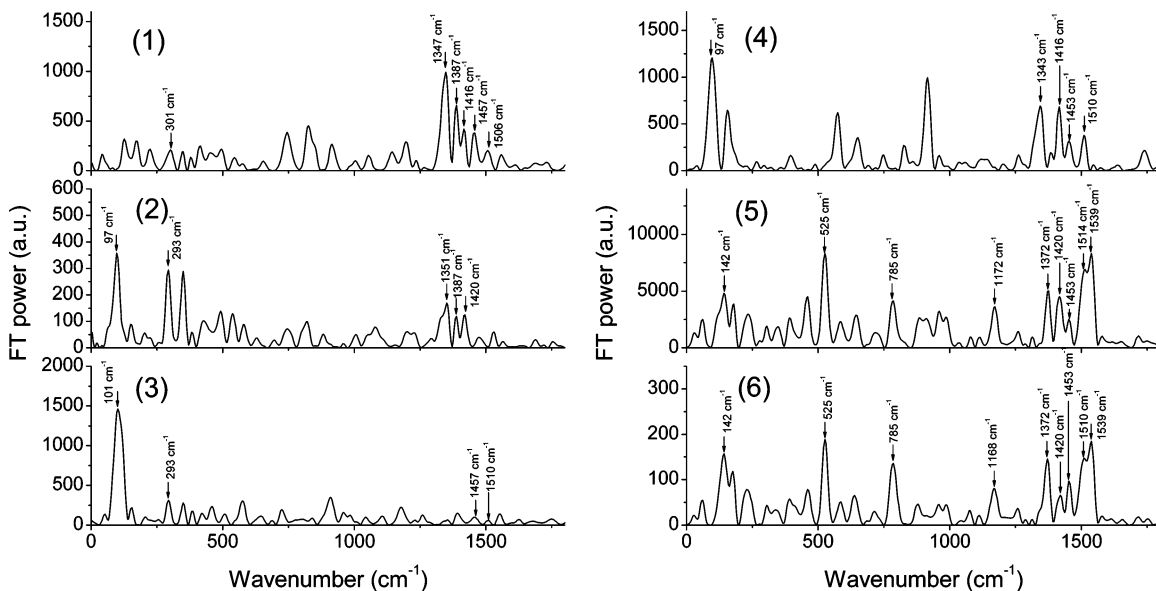 (1)
1500
1000
500
0
301 cm⁻¹
1347 cm⁻¹
1387 cm⁻¹
1416 cm⁻¹
1457 cm⁻¹
1506 cm⁻¹
(2)
600
500
400
300
200
100
0
97 cm⁻¹
293 cm⁻¹
1351 cm⁻¹
1387 cm⁻¹
1420 cm⁻¹
FT power (a.u.)
(3)
2000
1500
1000
500
0
101 cm⁻¹
293 cm⁻¹
1457 cm⁻¹
1510 cm⁻¹
0 500 1000 1500
Wavenumber (cm⁻¹)
(4)
1500
1000
500
0
97 cm⁻¹
1343 cm⁻¹
1416 cm⁻¹
1453 cm⁻¹
1510 cm⁻¹
(5)
10000
5000
0
142 cm⁻¹
525 cm⁻¹
785 cm⁻¹
1172 cm⁻¹
1372 cm⁻¹
1420 cm⁻¹
1453 cm⁻¹
1514 cm⁻¹
1539 cm⁻¹
FT power (a.u.)
(6)
300
200
100
0
142 cm⁻¹
525 cm⁻¹
785 cm⁻¹
1168 cm⁻¹
1372 cm⁻¹
1420 cm⁻¹
1453 cm⁻¹
1510 cm⁻¹
1539 cm⁻¹
0 500 1000 1500
Wavenumber (cm⁻¹)